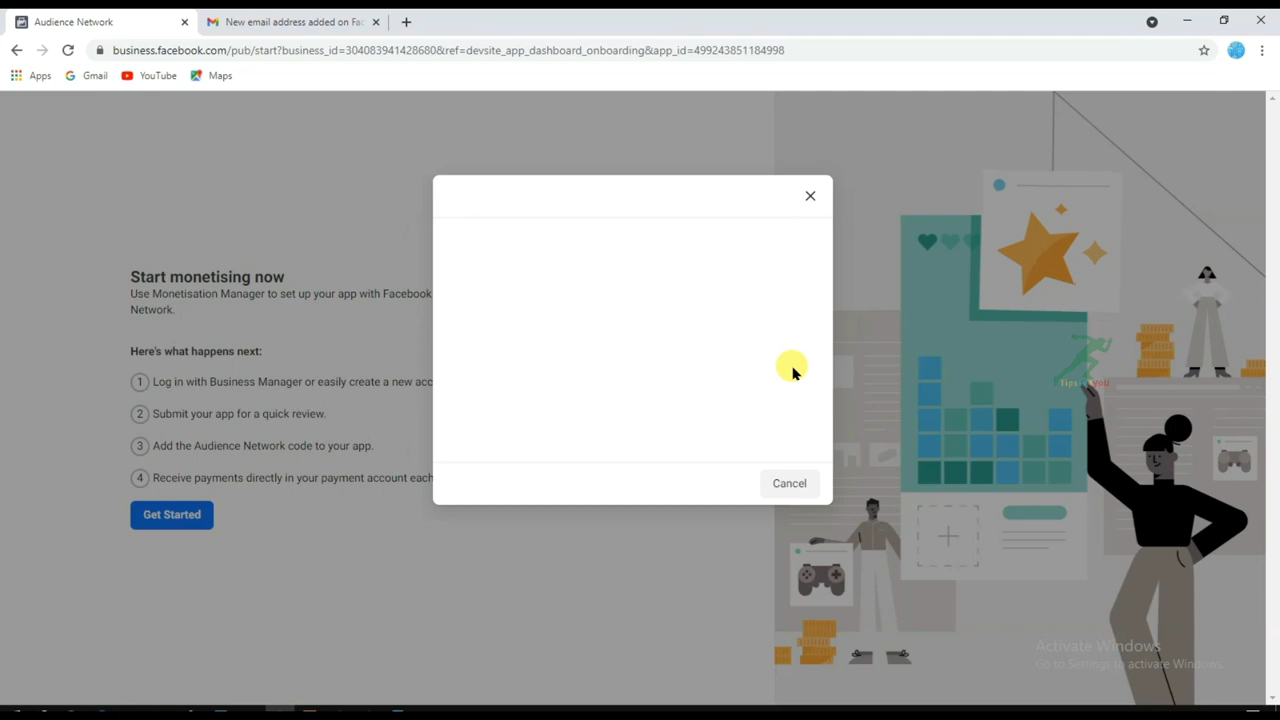 Audience Network
New email address added on Fac
business.facebook.com/pub/start?business_id=304083941428680&ref=devsite_app_dashboard_onboarding&app_id=499243851184998
Apps Gmail YouTube Maps
Start monetising now
Use Monetisation Manager to set up your app with Facebook
Network.
Here's what happens next:
1 Log in with Business Manager or easily create a new acc
2 Submit your app for a quick review.
3 Add the Audience Network code to your app.
4 Receive payments directly in your payment account each
Get Started
Cancel
Tips 4 you
Activate Windows
Go to Settings to activate Windows.